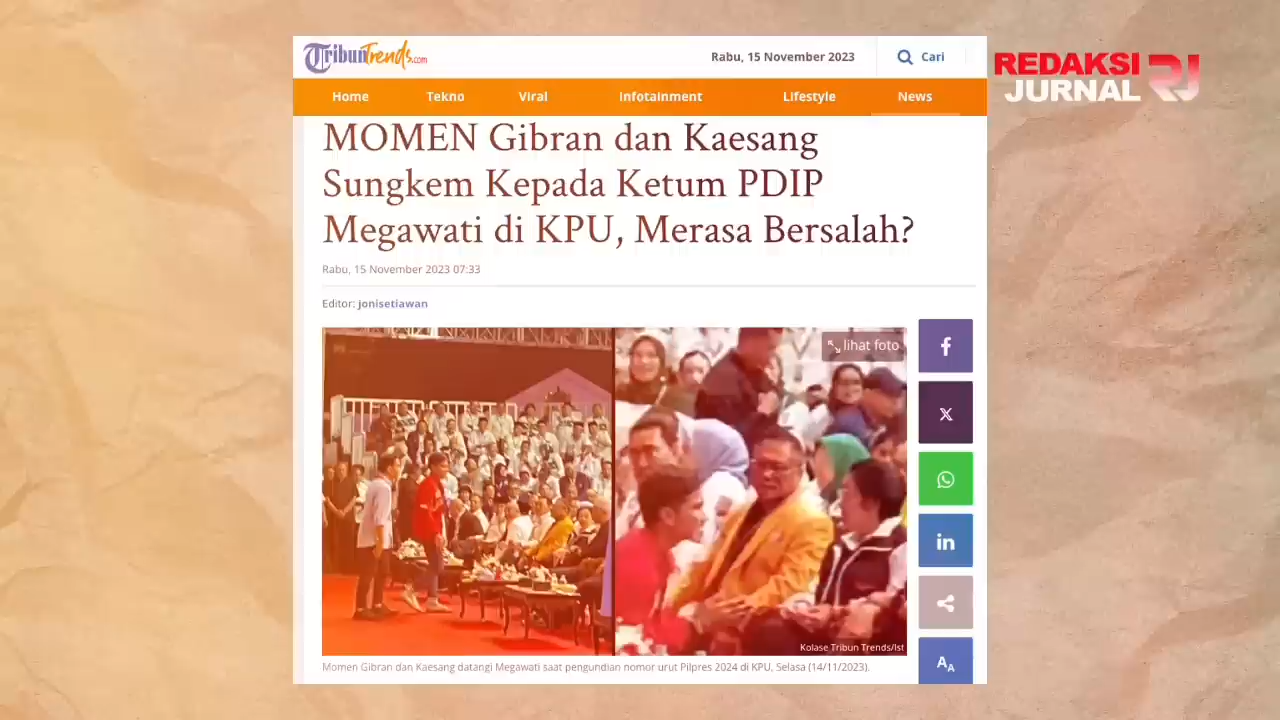 TribunTrends.com
Rabu, 15 November 2023
Cari
REDAKSI
JURNAL RJ
Home Tekno Viral Infotainment Lifestyle News
MOMEN Gibran dan Kaesang
Sungkem Kepada Ketum PDIP
Megawati di KPU, Merasa Bersalah?
Rabu, 15 November 2023 07:33
Editor: jonisetiawan
lihat foto
Kolase Tribun Trends/Ist
Momen Gibran dan Kaesang datangi Megawati saat pengundian nomor urut Pilpres 2024 di KPU, Selasa (14/11/2023).
AA